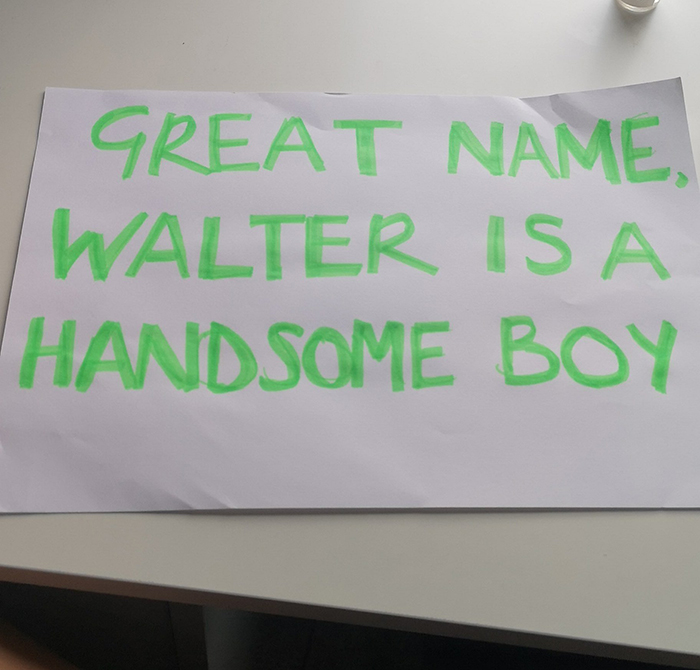 GREAT NAME,
WALTER IS A
HANDSOME BOY